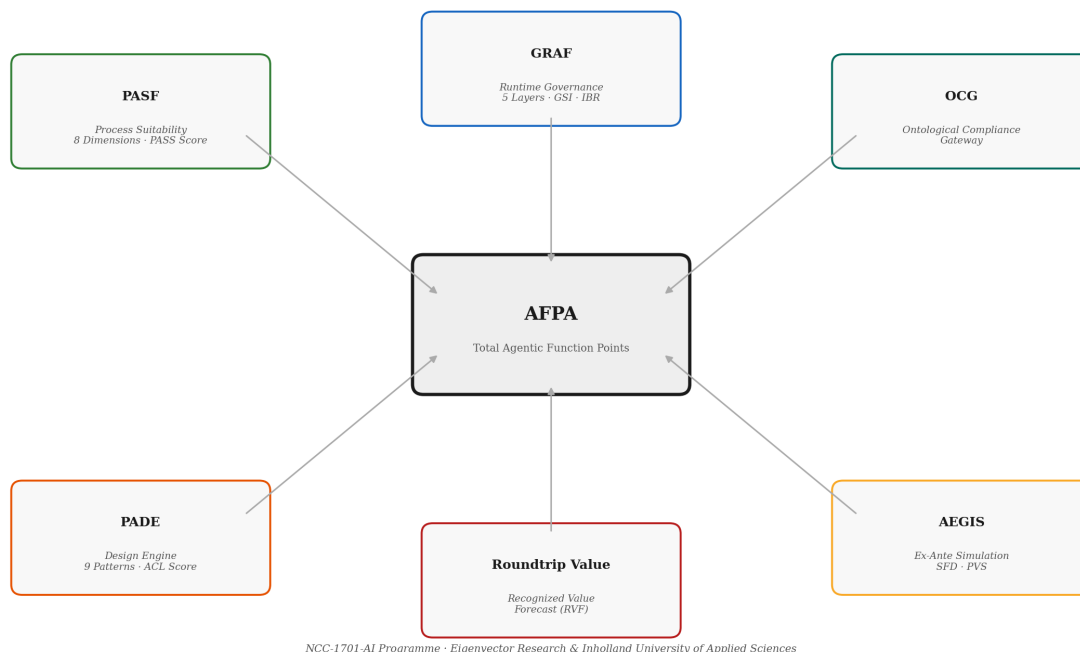 GRAF
Runtime Governance
5 Layers · GSI · IBR
PASF
Process Suitability
8 Dimensions · PASS Score
OCG
Ontological Compliance
Gateway
AFPA
Total Agentic Function Points
PADE
Design Engine
9 Patterns · ACL Score
Roundtrip Value
Recognized Value
Forecast (RVF)
AEGIS
Ex-Ante Simulation
SFD · PVS
NCC-1701-AI Programme · Eigenvector Research & Inholland University of Applied Sciences